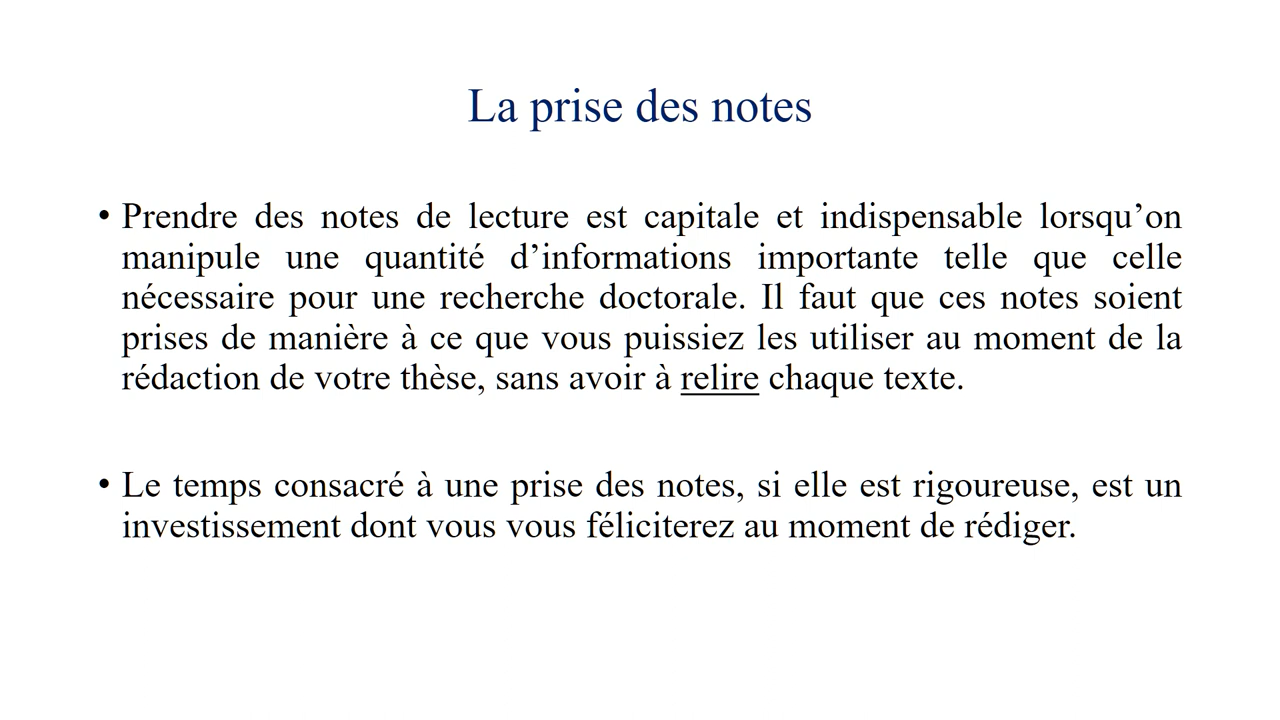 La prise des notes
• Prendre des notes de lecture est capitale et indispensable lorsqu’on
manipule une quantité d’informations importante telle que celle
nécessaire pour une recherche doctorale. Il faut que ces notes soient
prises de manière à ce que vous puissiez les utiliser au moment de la
rédaction de votre thèse, sans avoir à relire chaque texte.
• Le temps consacré à une prise des notes, si elle est rigoureuse, est un
investissement dont vous vous féliciterez au moment de rédiger.